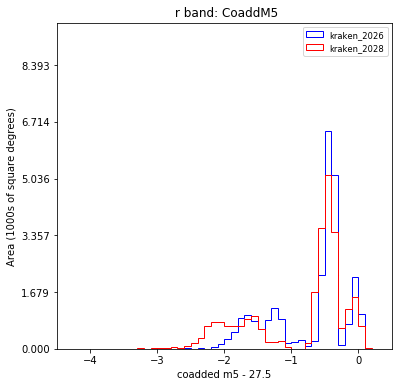 r band: CoaddM5
kraken_2026
kraken_2028
8.393
6.714
5.036
3.357
1.679
0.000
Area (1000s of square degrees)
−4 −3 −2 −1 0
coadded m5 - 27.5